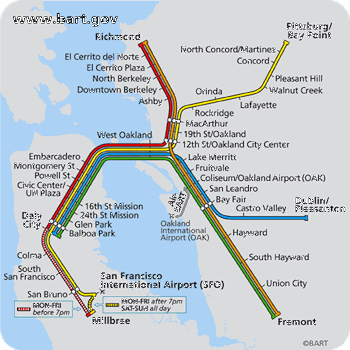 www.bart.gov
Richmond
Pittsburg/
Bay Point
El Cerrito del Norte
El Cerrito Plaza
North Berkeley
Downtown Berkeley
Ashby
North Concord/Martinez
Concord
Pleasant Hill
Walnut Creek
Lafayette
Orinda
Rockridge
MacArthur
19th St/Oakland
12th St/Oakland City Center
West Oakland
Lake Merritt
Fruitvale
Coliseum/Oakland Airport (OAK)
San Leandro
Bay Fair
Castro Valley
Dublin/
Pleasanton
Embarcadero
Montgomery St
Powell St
Civic Center/
UN Plaza
16th St Mission
24th St Mission
Glen Park
Balboa Park
Daly
City
Air
BART
Oakland
International
Airport (OAK)
Hayward
South Hayward
Union City
Fremont
Colma
South
San Francisco
San Bruno
San Francisco
International Airport (SFO)
MON-FRI
before 7pm
MON-FRI after 7pm
SAT-SUN all day
Millbrae
©BART